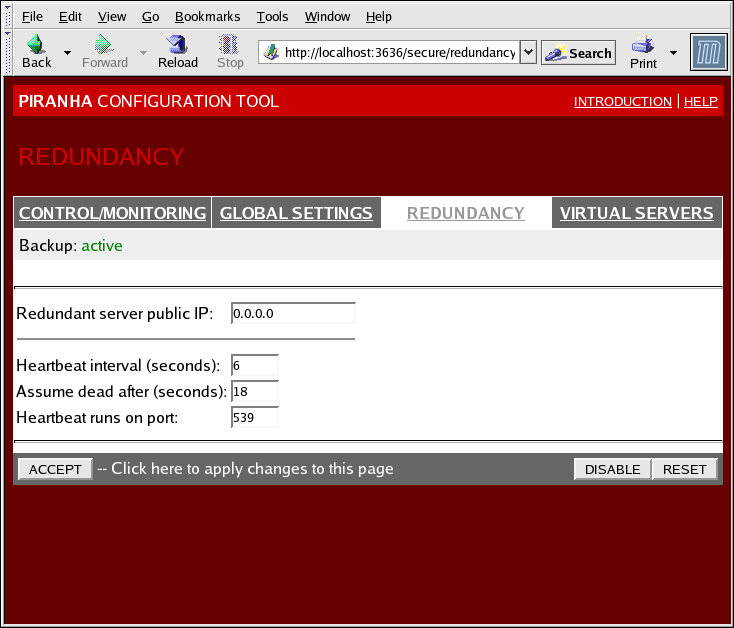 File Edit View Go Bookmarks Tools Window Help
Back Forward Reload Stop http://localhost:3636/secure/redundancy Search Print
PIRANHA CONFIGURATION TOOL INTRODUCTION | HELP
REDUNDANCY
CONTROL/MONITORING GLOBAL SETTINGS REDUNDANCY VIRTUAL SERVERS
Backup: active
Redundant server public IP: 0.0.0.0
Heartbeat interval (seconds): 6
Assume dead after (seconds): 18
Heartbeat runs on port: 539
ACCEPT -- Click here to apply changes to this page DISABLE RESET